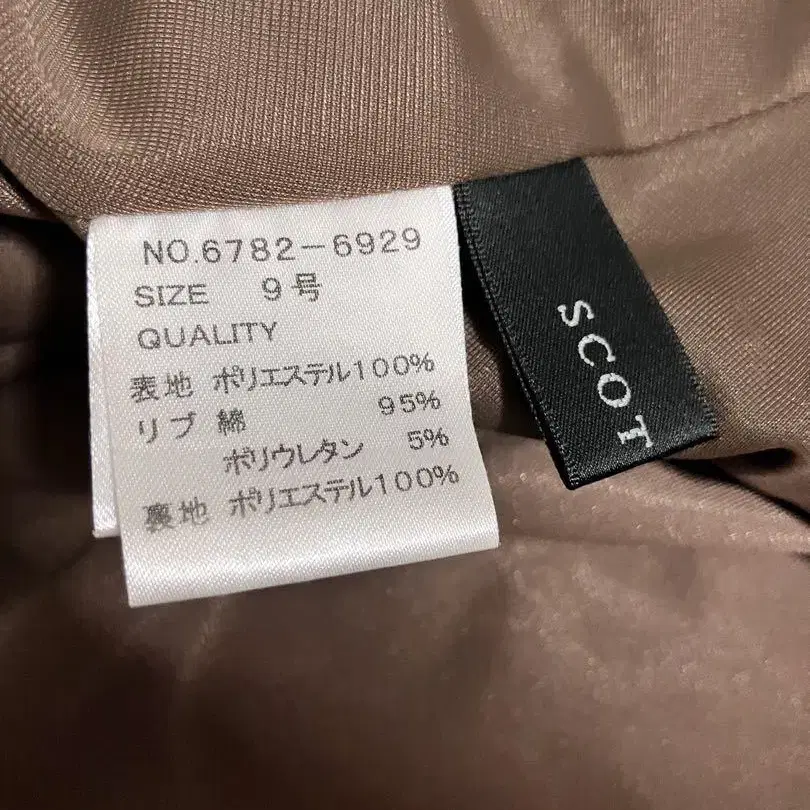 NO.6782-6929
SIZE 9号
QUALITY
表地 ポリエステル100%
リブ 綿 95%
ポリウレタン 5%
裏地 ポリエステル100%
SCOT